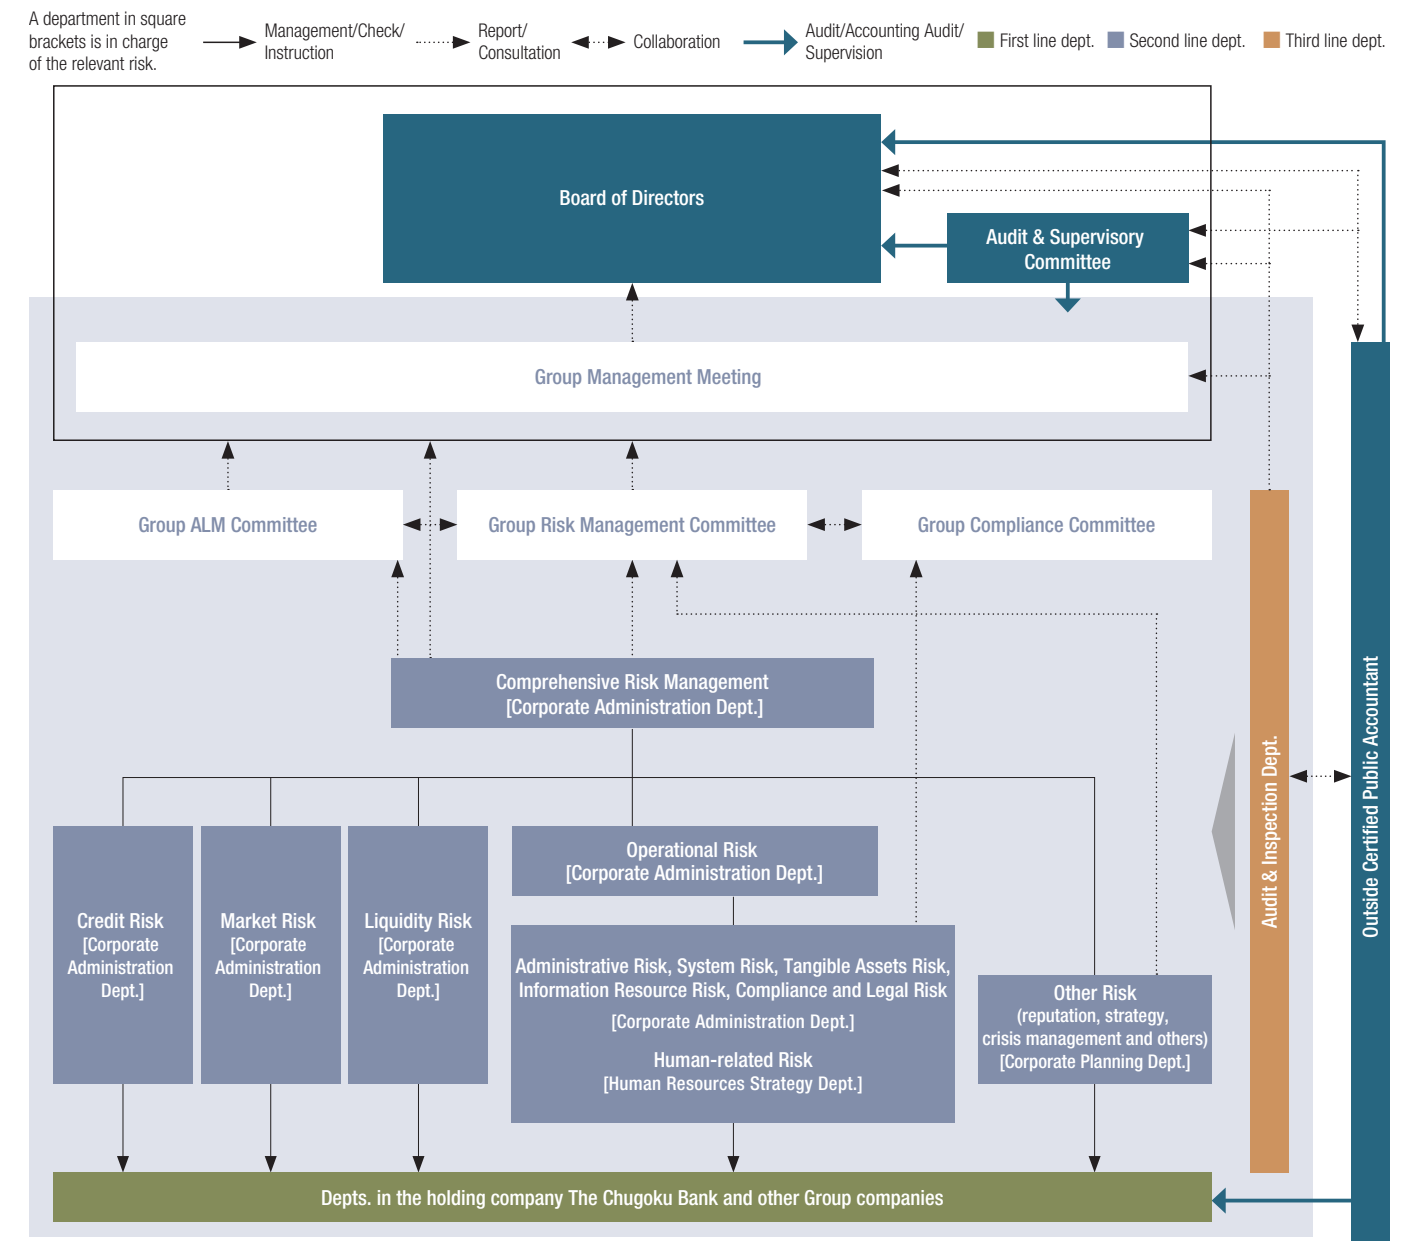 A department in square
brackets is in charge
of the relevant risk.
Management/Check/
Instruction
Report/
Consultation
Collaboration
Audit/Accounting Audit/
Supervision
First line dept.
Second line dept.
Third line dept.
Board of Directors
Audit & Supervisory
Committee
Group Management Meeting
Group ALM Committee
Group Risk Management Committee
Group Compliance Committee
Comprehensive Risk Management
[Corporate Administration Dept.]
Credit Risk
[Corporate
Administration
Dept.]
Market Risk
[Corporate
Administration
Dept.]
Liquidity Risk
[Corporate
Administration
Dept.]
Operational Risk
[Corporate Administration Dept.]
Administrative Risk, System Risk, Tangible Assets Risk,
Information Resource Risk, Compliance and Legal Risk
[Corporate Administration Dept.]
Human-related Risk
[Human Resources Strategy Dept.]
Other Risk
(reputation, strategy,
crisis management and others)
[Corporate Planning Dept.]
Audit & Inspection Dept.
Outside Certified Public Accountant
Depts. in the holding company The Chugoku Bank and other Group companies